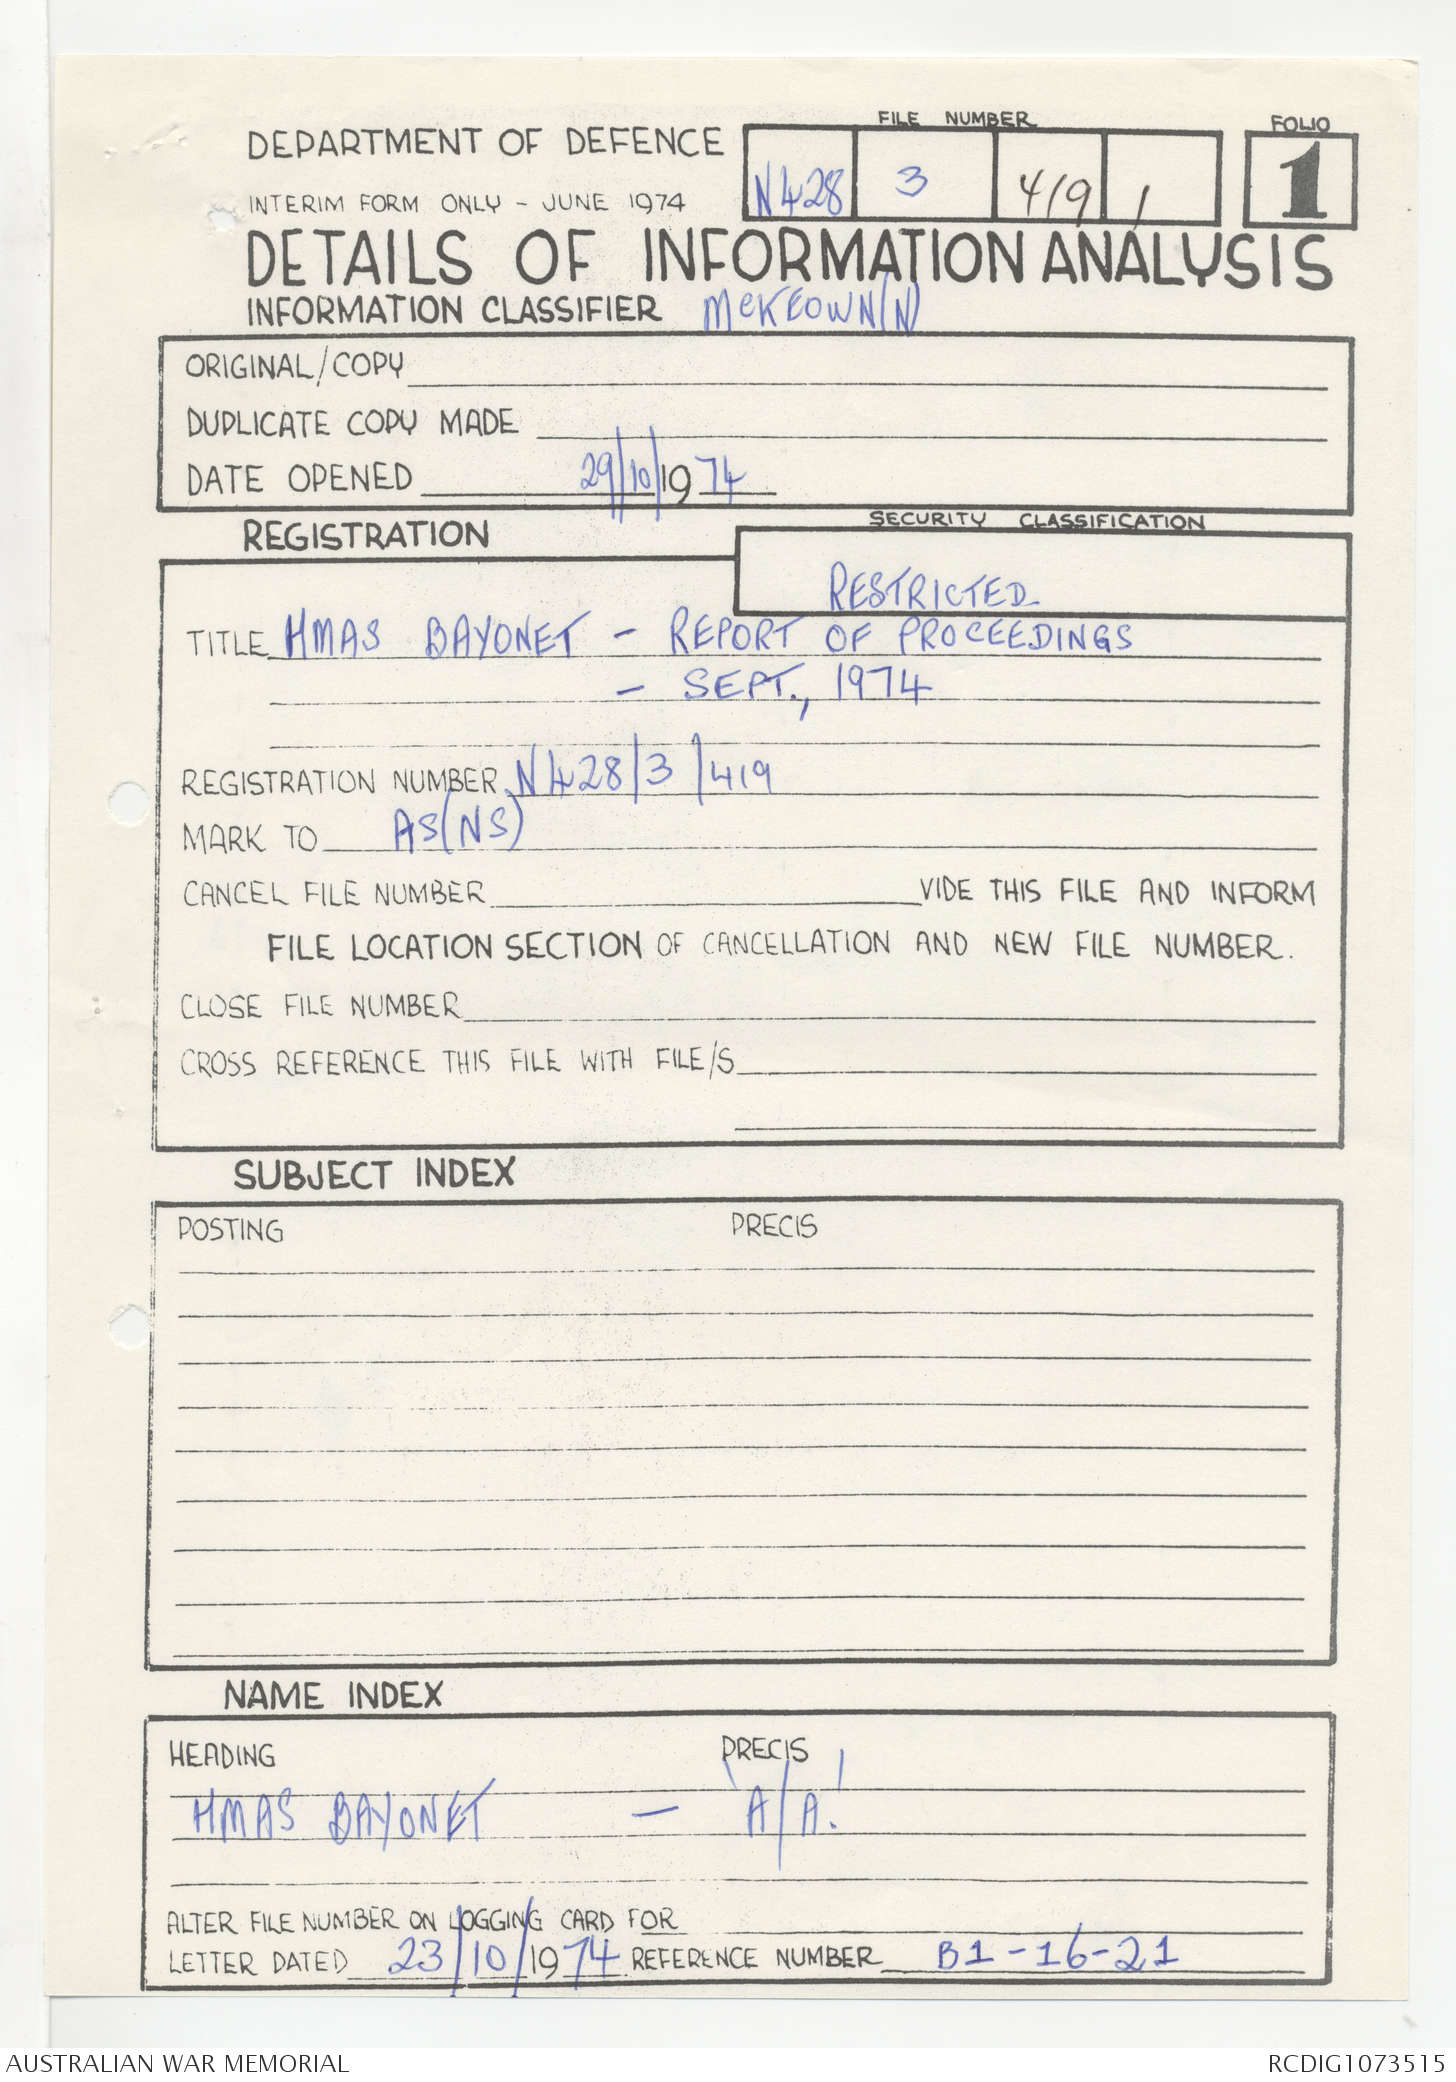 FILE NUMBER
FOLIO
DEPARTMENT OF DEFENCE
N428 3 419 1
1
INTERIM FORM ONLY - JUNE 1974
DETAILS OF INFORMATION ANALYSIS
INFORMATION CLASSIFIER McKEOWN(N)
ORIGINAL/COPY
DUPLICATE COPY MADE
DATE OPENED 29/10/1974
REGISTRATION
SECURITY CLASSIFICATION
RESTRICTED
TITLE HMAS BAYONET - REPORT OF PROCEEDINGS
- SEPT., 1974
REGISTRATION NUMBER N428/3/419
MARK TO AS(NS)
CANCEL FILE NUMBER VIDE THIS FILE AND INFORM
FILE LOCATION SECTION OF CANCELLATION AND NEW FILE NUMBER.
CLOSE FILE NUMBER
CROSS REFERENCE THIS FILE WITH FILE/S
SUBJECT INDEX
POSTING PRECIS
NAME INDEX
HEADING PRECIS
HMAS BAYONET - 'A/A.'
ALTER FILE NUMBER ON LOGGING CARD FOR
LETTER DATED 23/10/1974 REFERENCE NUMBER B1-16-21
AUSTRALIAN WAR MEMORIAL
RCDIG1073515